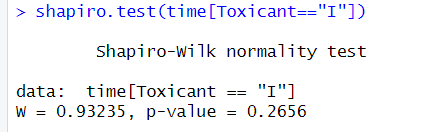 > shapiro.test(time[Toxicant=="I"])
Shapiro-Wilk normality test
data:  time[Toxicant == "I"]
W = 0.93235, p-value = 0.2656